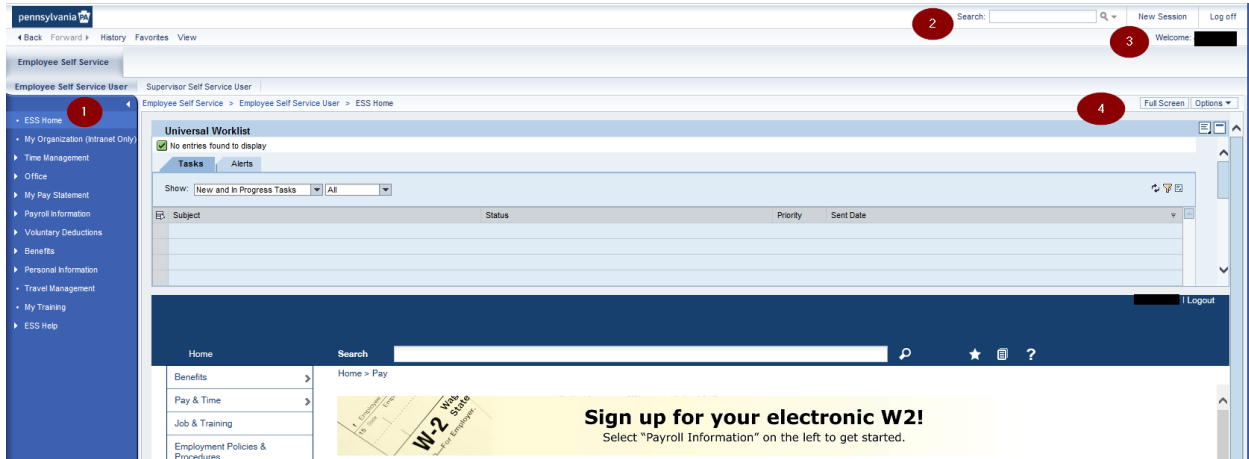 pennsylvania PA
2
Search:
New Session
Log off
Back Forward History Favorites View
3
Welcome:
Employee Self Service
Employee Self Service User Supervisor Self Service User
1
Employee Self Service > Employee Self Service User > ESS Home
4
Full Screen Options
ESS Home
My Organization (Intranet Only)
Time Management
Office
My Pay Statement
Payroll Information
Voluntary Deductions
Benefits
Personal Information
Travel Management
My Training
ESS Help
Universal Worklist
No entries found to display
Tasks Alerts
Show: New and In Progress Tasks All
Subject Status Priority Sent Date
| Logout
Home Search ?
Benefits
Pay & Time
Job & Training
Employment Policies &
Procedures
Home > Pay
W-2
For Employer.
Sign up for your electronic W2!
Select "Payroll Information" on the left to get started.